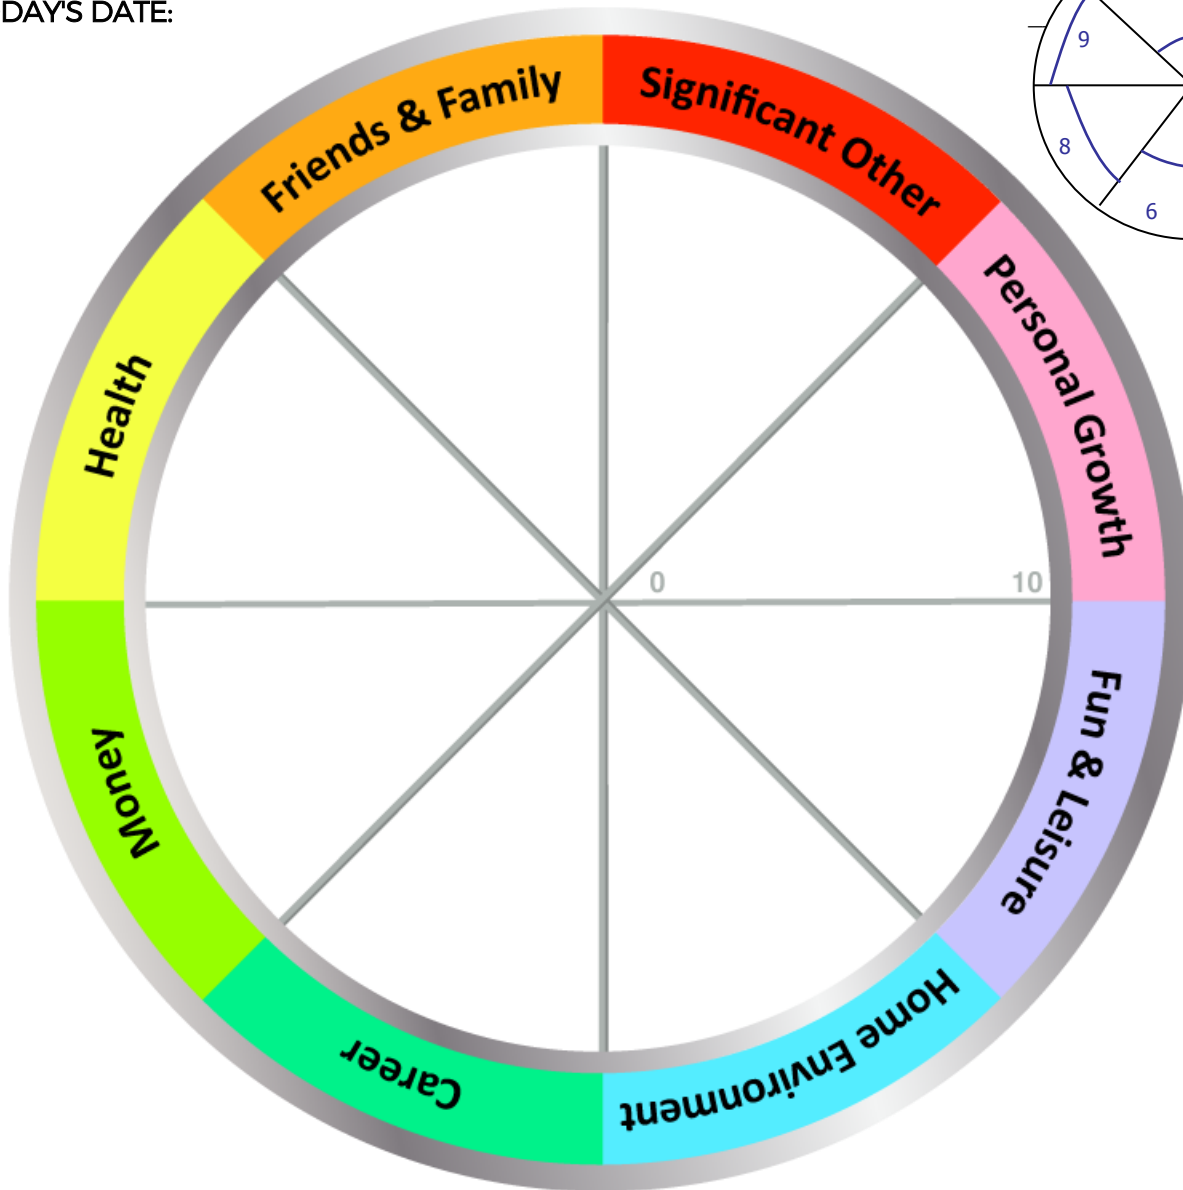 DAY'S DATE:
9
8
6
Friends & Family
Significant Other
Personal Growth
Health
0
10
Fun & Leisure
Money
Home Environment
Career